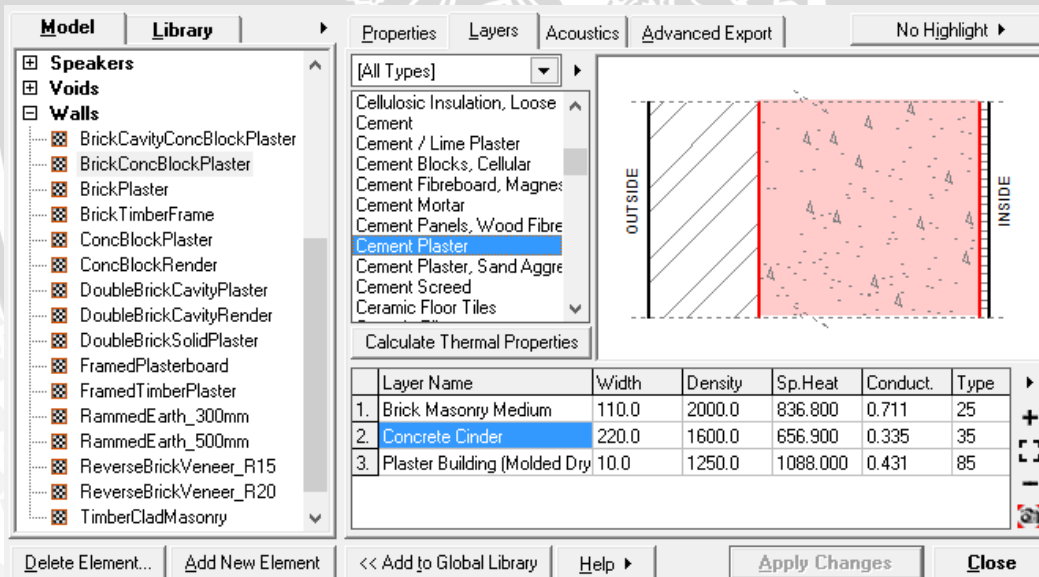 Model
Library
Speakers
Voids
Walls
BrickCavityConcBlockPlaster
BrickConcBlockPlaster
BrickPlaster
BrickTimberFrame
ConcBlockPlaster
ConcBlockRender
DoubleBrickCavityPlaster
DoubleBrickCavityRender
DoubleBrickSolidPlaster
FramedPlasterboard
FramedTimberPlaster
RammedEarth_300mm
RammedEarth_500mm
ReverseBrickVeneer_R15
ReverseBrickVeneer_R20
TimberCladMasonry
Delete Element...
Add New Element
Properties
Layers
Acoustics
Advanced Export
No Highlight
[All Types]
Cellulosic Insulation, Loose
Cement
Cement / Lime Plaster
Cement Blocks, Cellular
Cement Fibreboard, Magnes
Cement Mortar
Cement Panels, Wood Fibre
Cement Plaster
Cement Plaster, Sand Aggre
Cement Screed
Ceramic Floor Tiles
Calculate Thermal Properties
OUTSIDE
INSIDE
Layer Name Width Density Sp.Heat Conduct. Type
1. Brick Masonry Medium 110.0 2000.0 836.800 0.711 25
2. Concrete Cinder 220.0 1600.0 656.900 0.335 35
3. Plaster Building (Molded Dry 10.0 1250.0 1088.000 0.431 85
<< Add to Global Library
Help
Apply Changes
Close